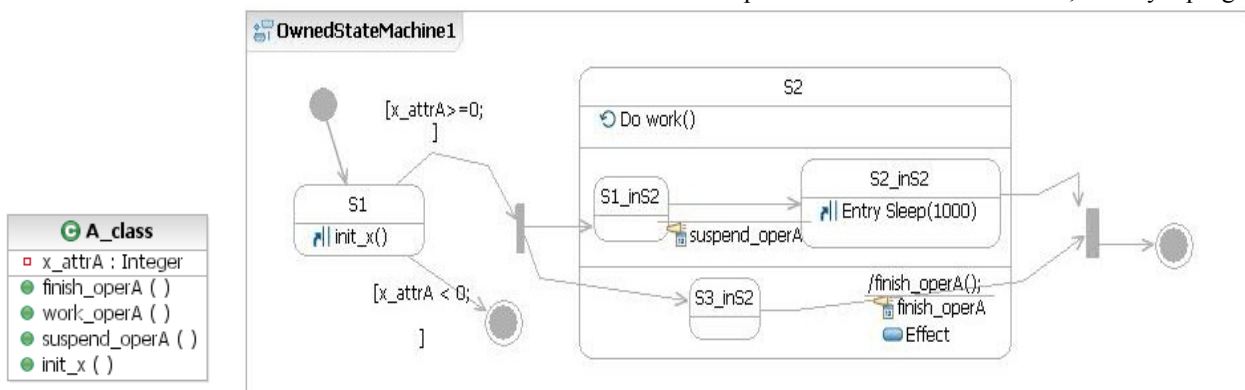 OwnedStateMachine1
[x_attrA>=0;
]
S1
init_x()
[x_attrA < 0;
]
S2
Do work()
S1_inS2
suspend_operA
S2_inS2
Entry Sleep(1000)
S3_inS2
/finish_operA();
finish_operA
Effect
A_class
x_attrA : Integer
finish_operA ( )
work_operA ( )
suspend_operA ( )
init_x ( )